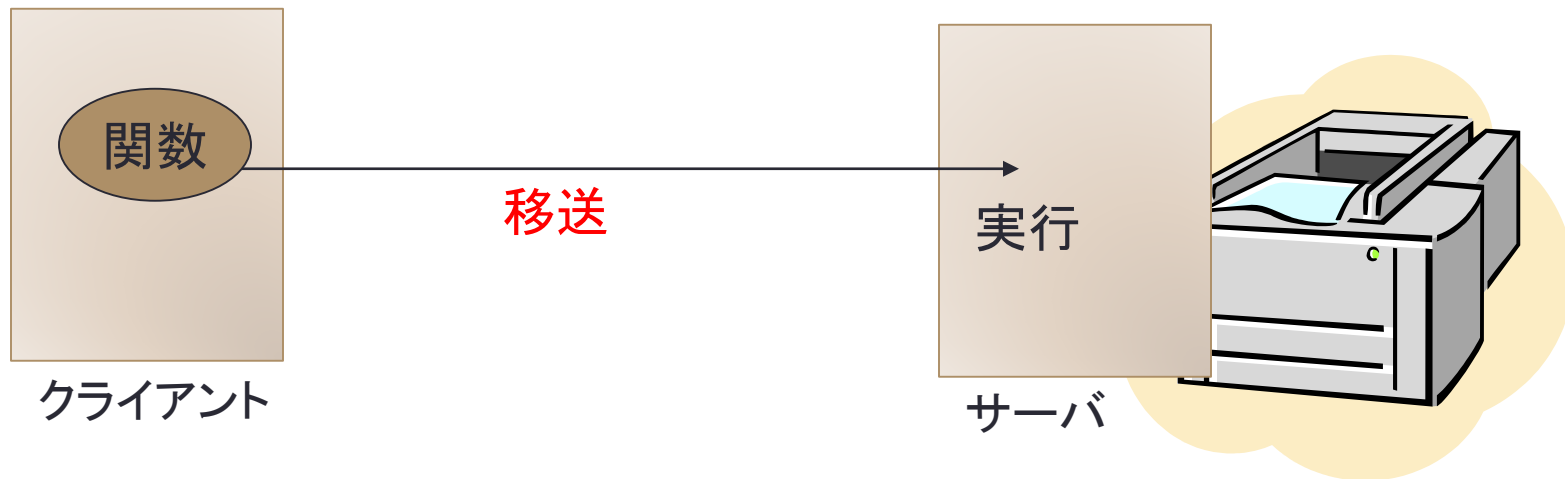 関数
移送
実行
クライアント
サーバ